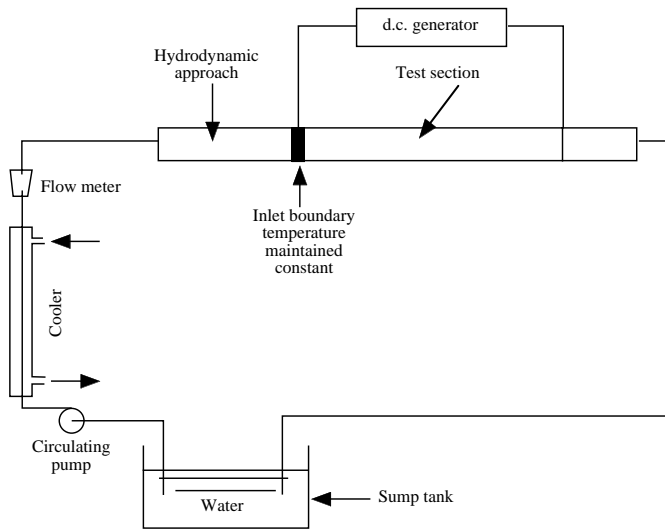 d.c. generator
Hydrodynamic
approach
Test section
Flow meter
Inlet boundary
temperature
maintained
constant
Cooler
Circulating
pump
Water
Sump tank